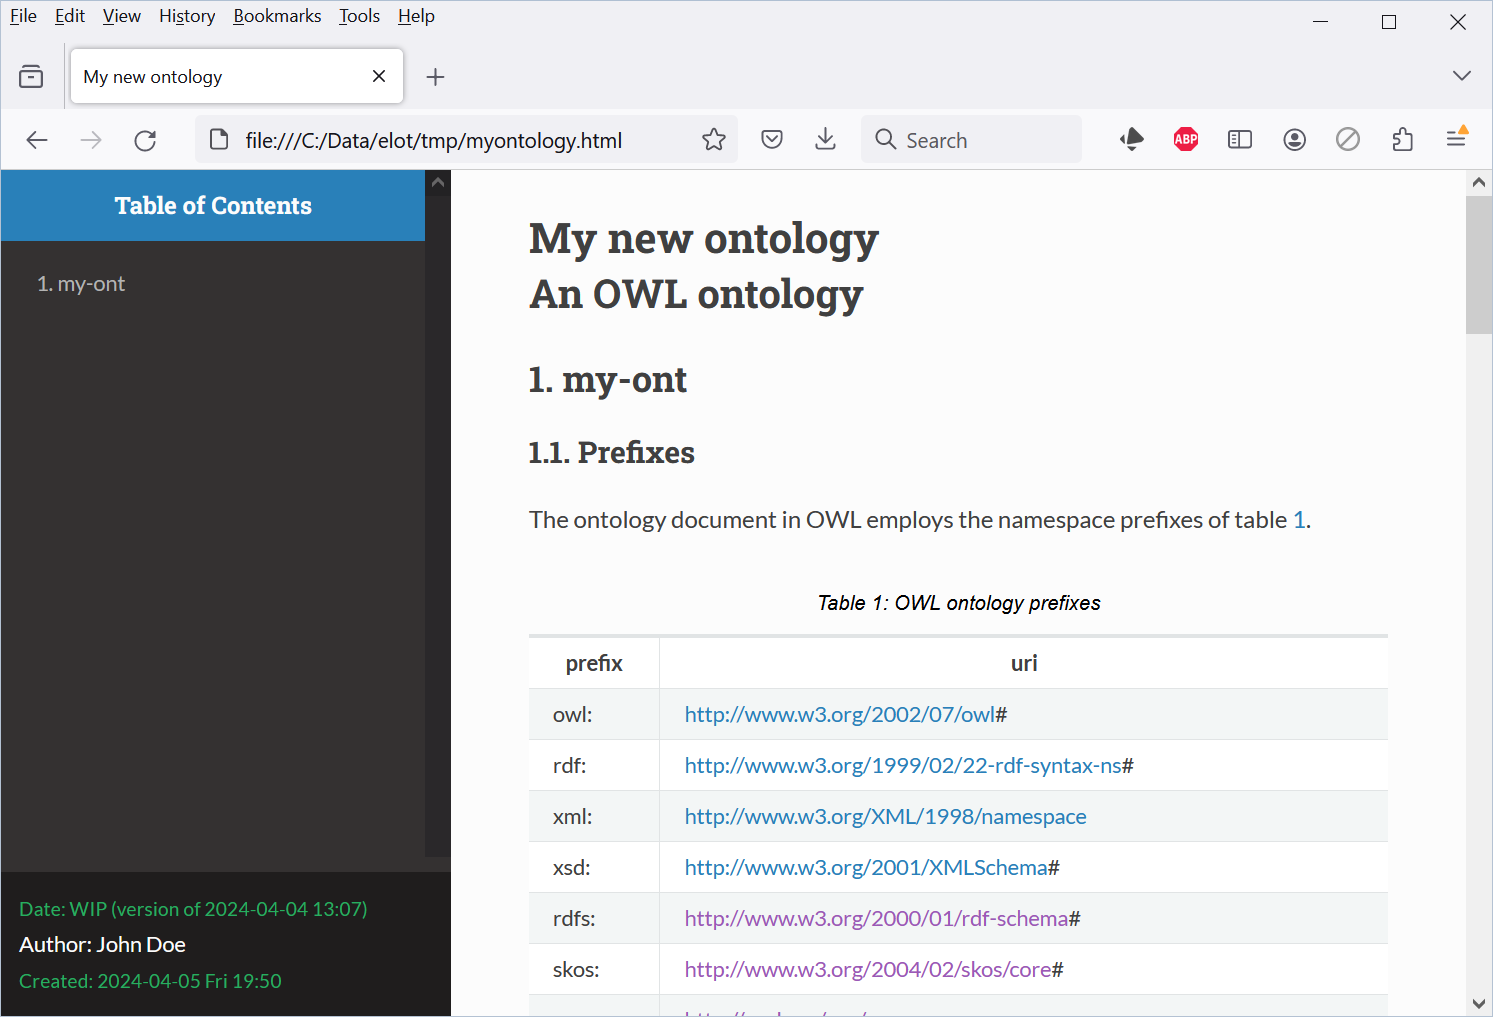 File Edit View History Bookmarks Tools Help
My new ontology
file:///C:/Data/elot/tmp/myontology.html
Search
ABP
Table of Contents
1. my-ont
Date: WIP (version of 2024-04-04 13:07)
Author: John Doe
Created: 2024-04-05 Fri 19:50
My new ontology
An OWL ontology
1. my-ont
1.1. Prefixes
The ontology document in OWL employs the namespace prefixes of table 1.
Table 1: OWL ontology prefixes
prefix uri
owl: http://www.w3.org/2002/07/owl#
rdf: http://www.w3.org/1999/02/22-rdf-syntax-ns#
xml: http://www.w3.org/XML/1998/namespace
xsd: http://www.w3.org/2001/XMLSchema#
rdfs: http://www.w3.org/2000/01/rdf-schema#
skos: http://www.w3.org/2004/02/skos/core#